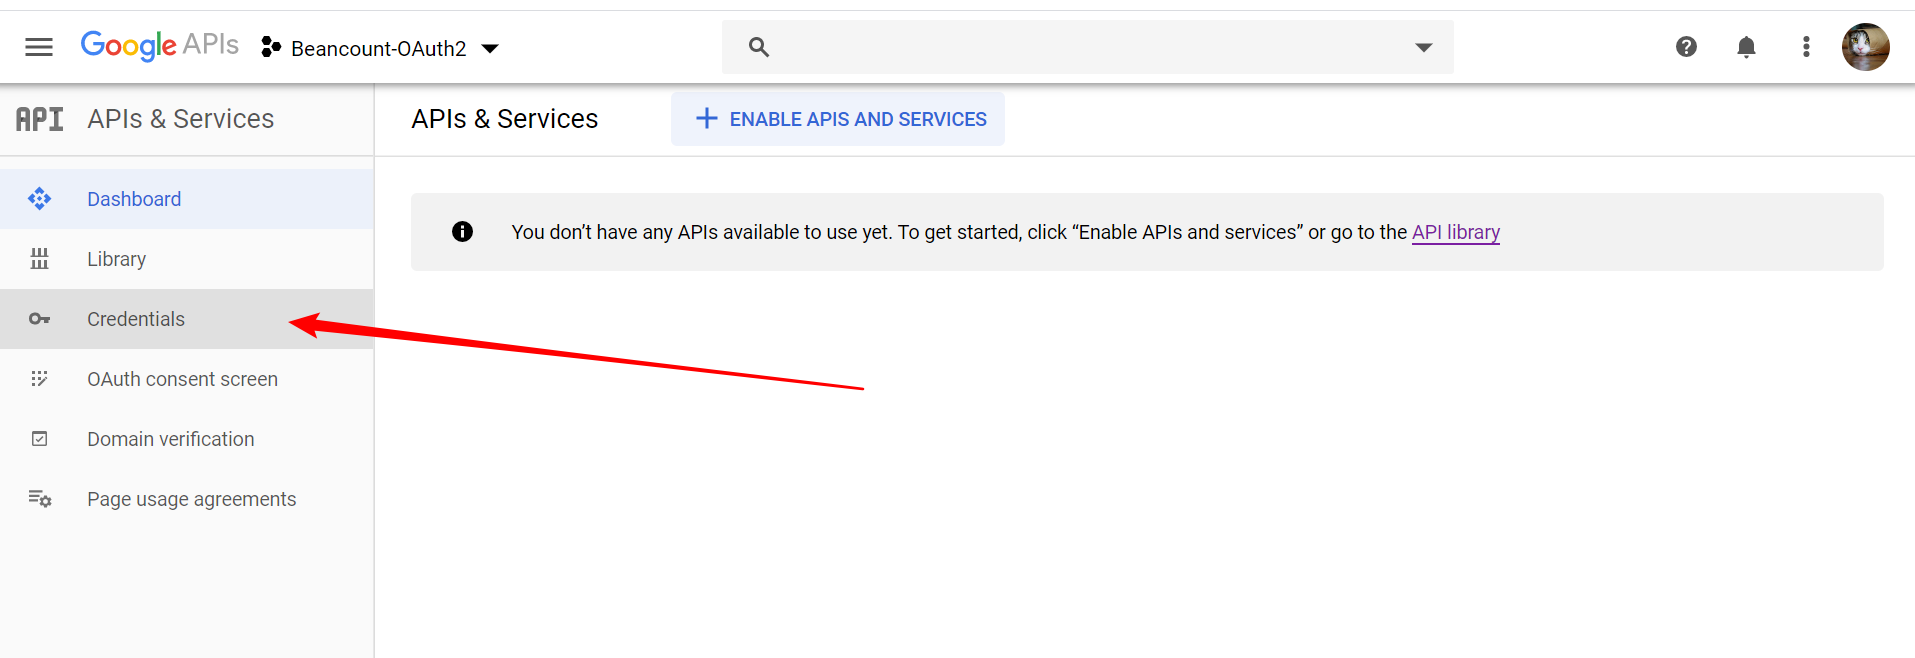 Google APIs Beancount-OAuth2
API APIs & Services
APIs & Services
ENABLE APIS AND SERVICES
Dashboard
You don’t have any APIs available to use yet. To get started, click “Enable APIs and services” or go to the API library
Library
Credentials
OAuth consent screen
Domain verification
Page usage agreements